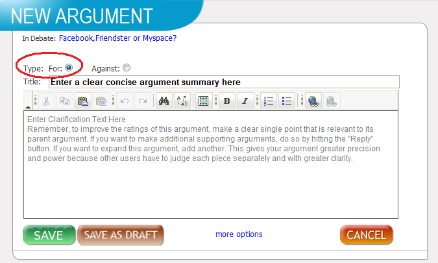 NEW ARGUMENT
In Debate: Facebook,Friendster or Myspace?
Type: For: Against:
Title: Enter a clear concise argument summary here
B I
Enter Clarification Text Here
Remember, to improve the ratings of this argument, make a clear single point that is relevant to its
parent argument. If you want to make additional supporting arguments, do so by hitting the "Reply"
button. If you want to expand this argument, add another. This gives your argument greater precision
and power because other users have to judge each piece separately and with greater clarity.
SAVE SAVE AS DRAFT more options CANCEL